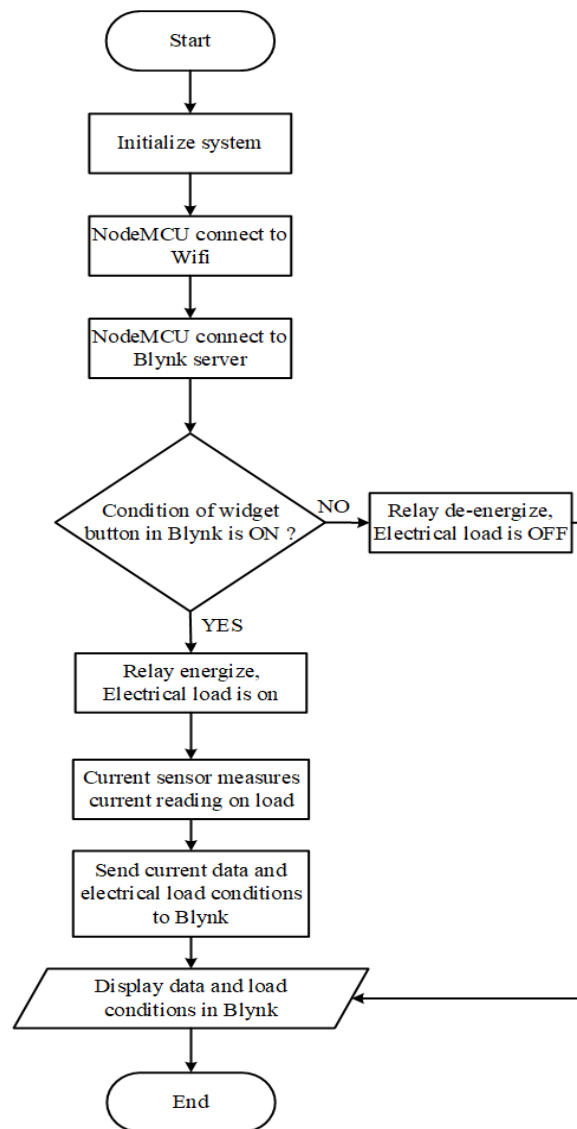 Start
Initialize system
NodeMCU connect to
Wifi
NodeMCU connect to
Blynk server
Condition of widget
button in Blynk is ON ?
NO
Relay de-energize,
Electrical load is OFF
YES
Relay energize,
Electrical load is on
Current sensor measures
current reading on load
Send current data and
electrical load conditions
to Blynk
Display data and load
conditions in Blynk
End